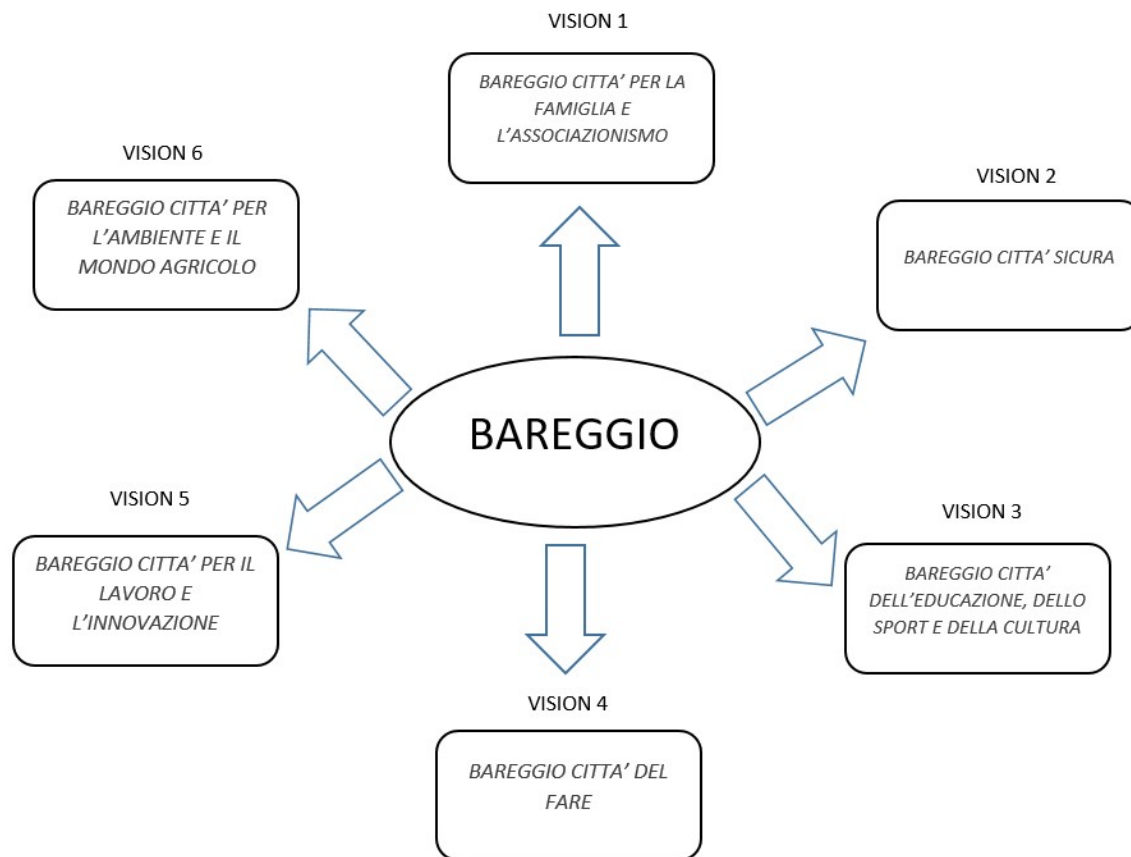 VISION 1
BAREGGIO CITTA’ PER LA
FAMIGLIA E
L’ASSOCIAZIONISMO
VISION 6
BAREGGIO CITTA’ PER
L’AMBIENTE E IL
MONDO AGRICOLO
VISION 2
BAREGGIO CITTA’ SICURA
BAREGGIO
VISION 5
BAREGGIO CITTA’ PER IL
LAVORO E
L’INNOVAZIONE
VISION 3
BAREGGIO CITTA’
DELL’EDUCAZIONE, DELLO
SPORT E DELLA CULTURA
VISION 4
BAREGGIO CITTA’ DEL
FARE